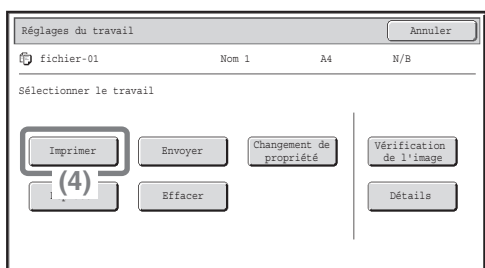 Réglages du travail
Annuler
fichier-01 Nom 1 A4 N/B
Sélectionner le travail
Imprimer
Envoyer
Changement de
propriété
Vérification
de l'image
(4)
Effacer
Détails